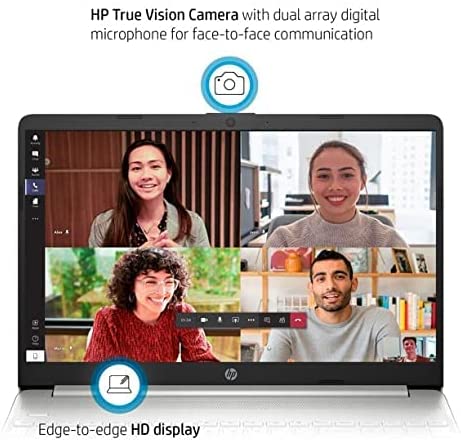 HP True Vision Camera with dual array digital
microphone for face-to-face communication
hp
Edge-to-edge HD display